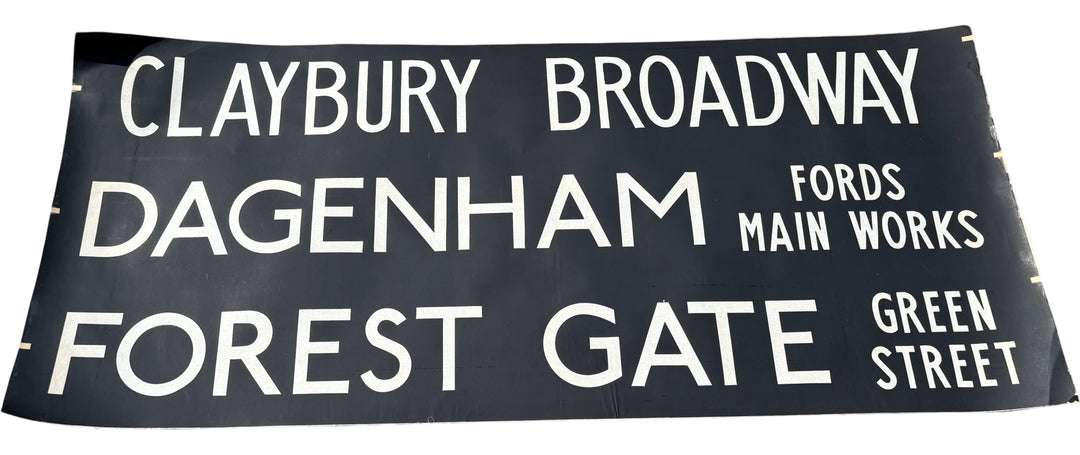 CLAYBURY BROADWAY
DAGENHAM FORDS MAIN WORKS
FOREST GATE GREEN STREET